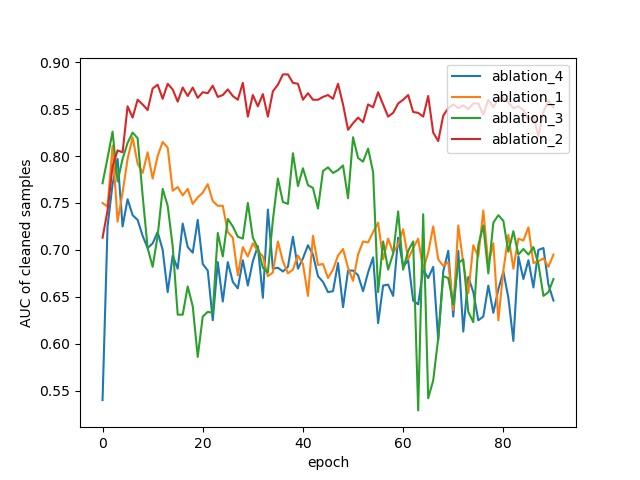 0.90
0.85
0.80
0.75
0.70
0.65
0.60
0.55
AUC of cleaned samples
0
20
40
60
80
epoch
ablation_4
ablation_1
ablation_3
ablation_2